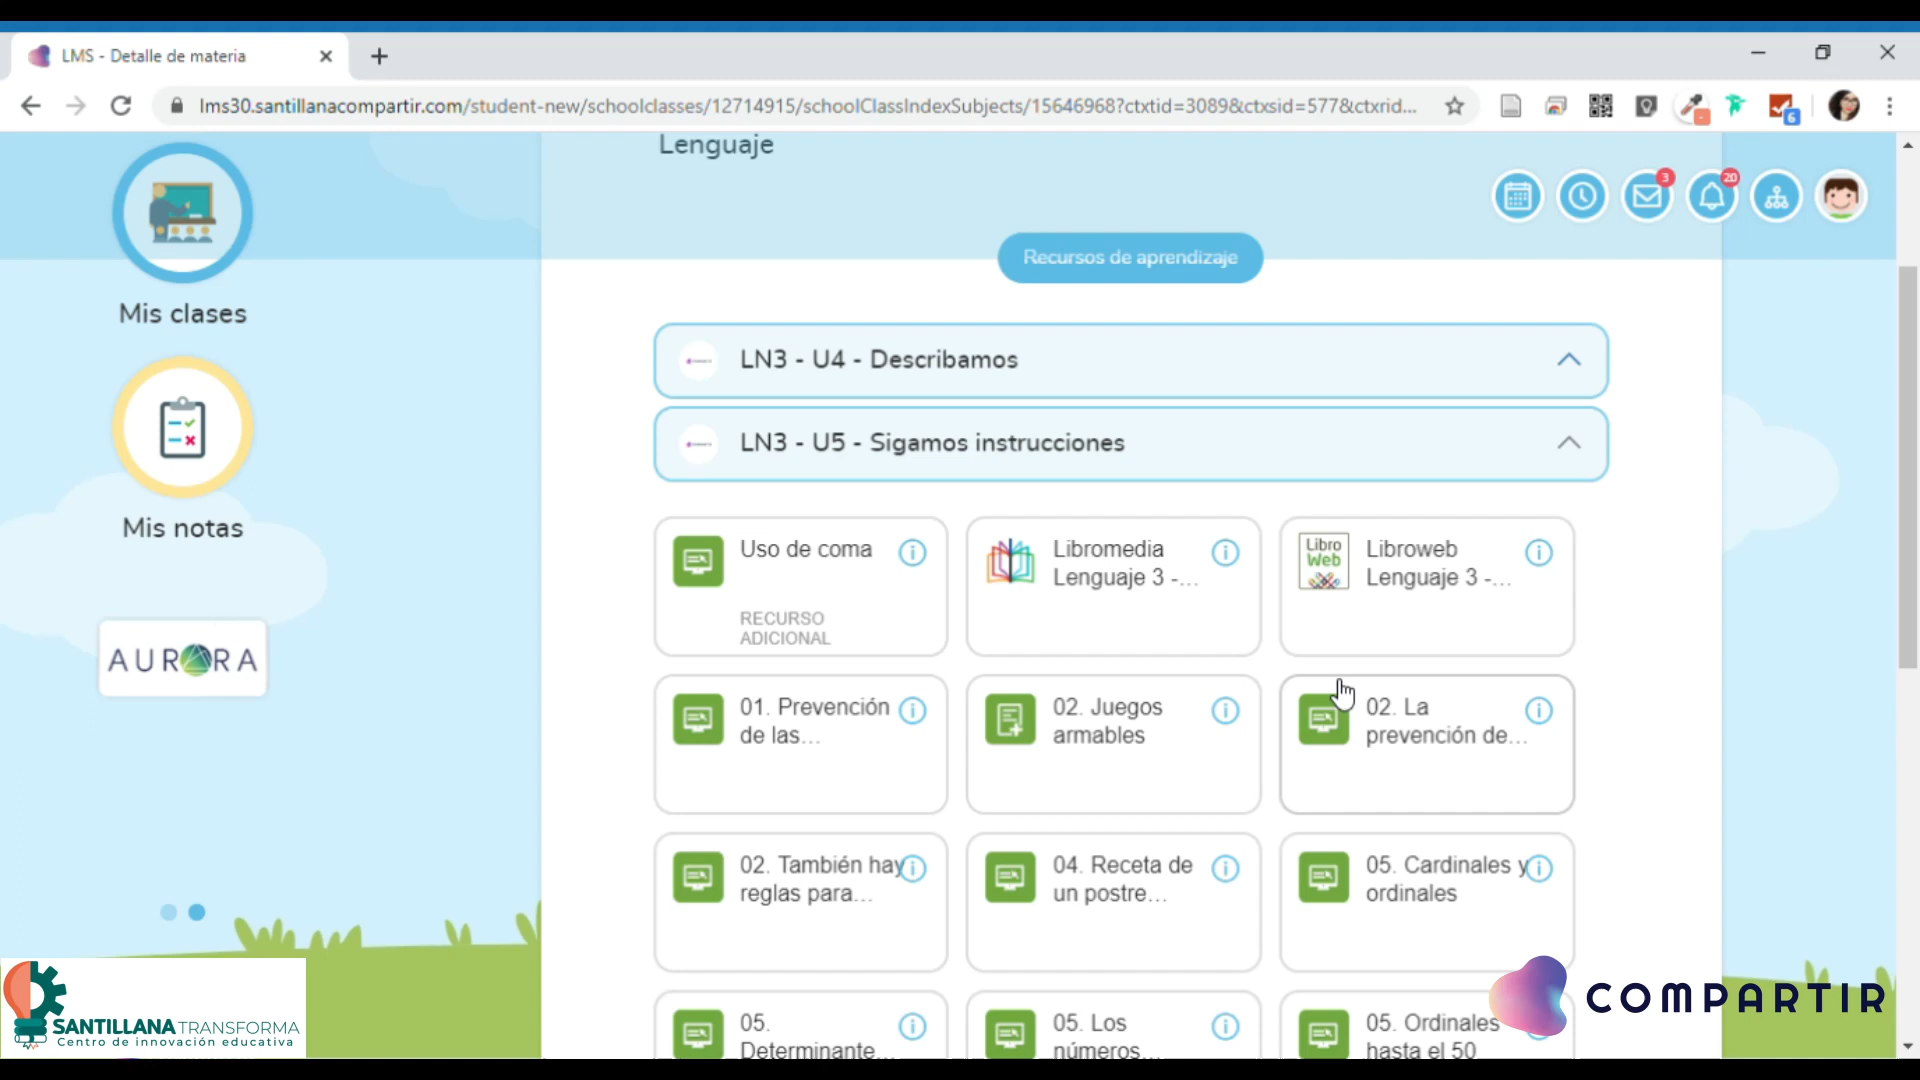 LMS - Detalle de materia
lms30.santillanacompartir.com/student-new/schoolclasses/12714915/schoolClassIndexSubjects/15646968?ctxtid=3089&ctxsid=577&ctxrid...
6
Lenguaje
3
20
Recursos de aprendizaje
Mis clases
LN3 - U4 - Describamos
LN3 - U5 - Sigamos instrucciones
Mis notas
Uso de coma
RECURSO
ADICIONAL
Libromedia
Lenguaje 3 -...
Libro
Web
Libroweb
Lenguaje 3 -...
AURORA
01. Prevención
de las...
02. Juegos
armables
02. La
prevención de...
02. También hay
reglas para...
04. Receta de
un postre...
05. Cardinales y
ordinales
05.
Determinante...
05. Los
números...
05. Ordinales
hasta el 50
SANTILLANA TRANSFORMA
Centro de innovación educativa
COMPARTIR